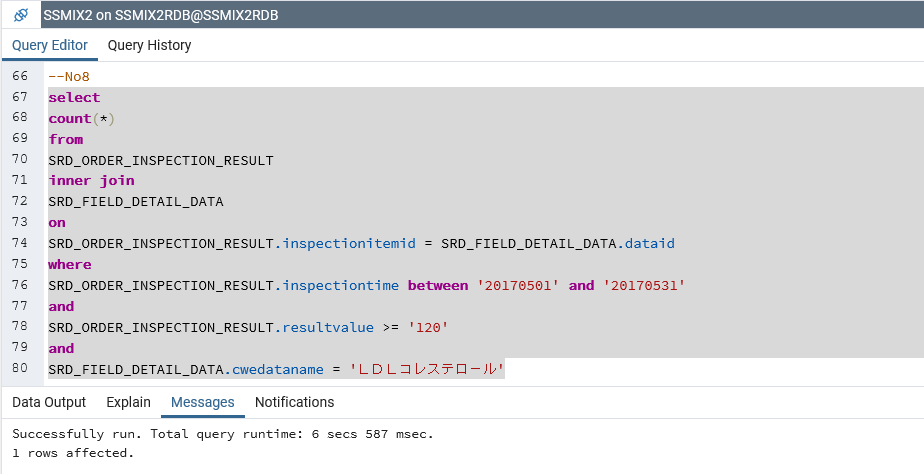 SSMIX2 on SSMIX2RDB@SSMIX2RDB
Query Editor Query History
66 --No8
67 select
68 count(*)
69 from
70 SRD_ORDER_INSPECTION_RESULT
71 inner join
72 SRD_FIELD_DETAIL_DATA
73 on
74 SRD_ORDER_INSPECTION_RESULT.inspectionitemid = SRD_FIELD_DETAIL_DATA.dataid
75 where
76 SRD_ORDER_INSPECTION_RESULT.inspectiontime between '20170501' and '20170531'
77 and
78 SRD_ORDER_INSPECTION_RESULT.resultvalue >= '120'
79 and
80 SRD_FIELD_DETAIL_DATA.cwedataname = 'ＬＤＬコレステロール'
Data Output Explain Messages Notifications
Successfully run. Total query runtime: 6 secs 587 msec.
1 rows affected.